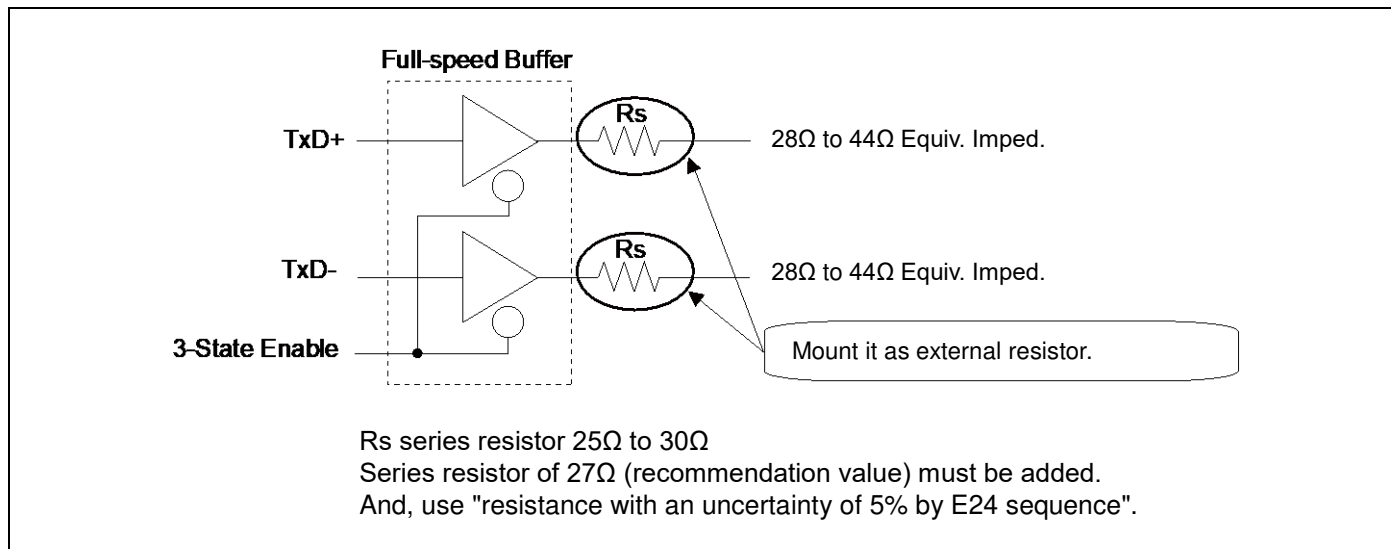 Full-speed Buffer
Rs
TxD+
28Ω to 44Ω Equiv. Imped.
Rs
TxD-
28Ω to 44Ω Equiv. Imped.
3-State Enable
Mount it as external resistor.
Rs series resistor 25Ω to 30Ω
Series resistor of 27Ω (recommendation value) must be added.
And, use "resistance with an uncertainty of 5% by E24 sequence".